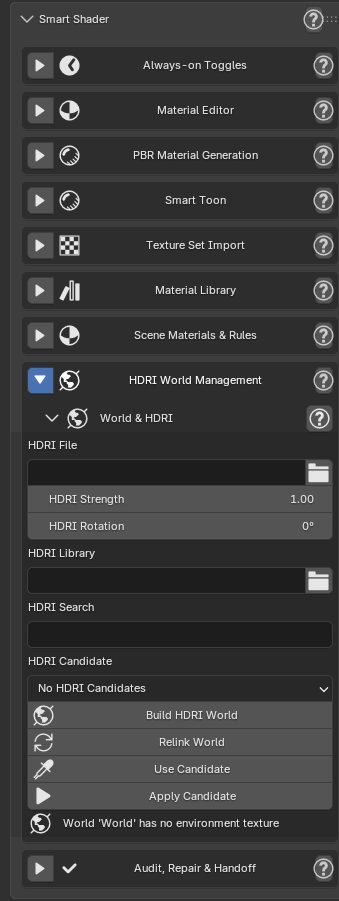 Smart Shader
Always-on Toggles
Material Editor
PBR Material Generation
Smart Toon
Texture Set Import
Material Library
Scene Materials & Rules
HDRI World Management
World & HDRI
HDRI File
HDRI Strength 1.00
HDRI Rotation 0°
HDRI Library
HDRI Search
HDRI Candidate
No HDRI Candidates
Build HDRI World
Relink World
Use Candidate
Apply Candidate
World 'World' has no environment texture
Audit, Repair & Handoff